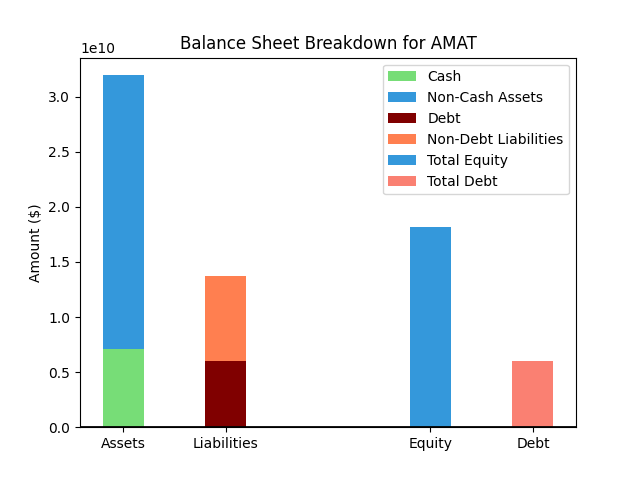 Balance Sheet Breakdown for AMAT
1e10
Cash
Non-Cash Assets
Debt
Non-Debt Liabilities
Total Equity
Total Debt
3.0
2.5
2.0
1.5
1.0
0.5
0.0
Amount ($)
Assets Liabilities Equity Debt